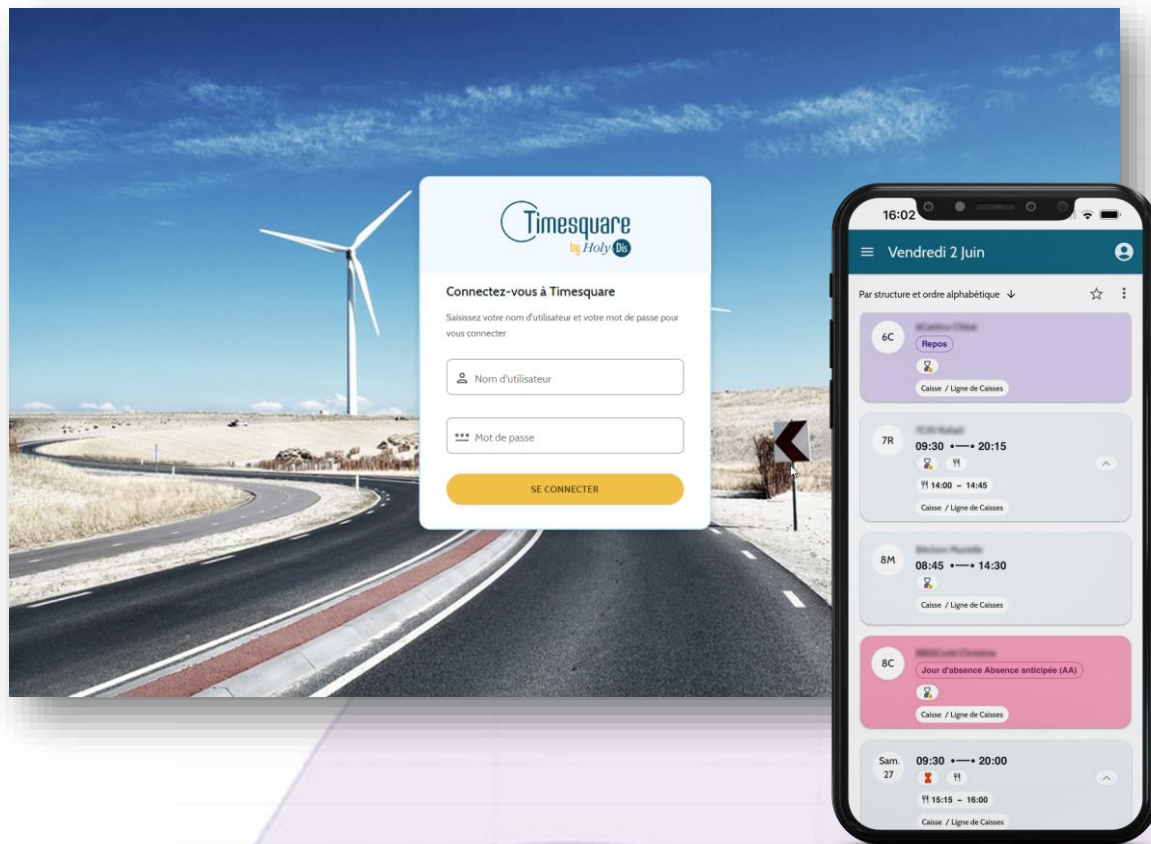 Timesquare
by Holy Dis
Connectez-vous à Timesquare
Saisissez votre nom d'utilisateur et votre mot de passe pour
vous connecter
Nom d'utilisateur
Mot de passe
SE CONNECTER
16:02
Vendredi 2 Juin
Par structure et ordre alphabétique
6C
Repos
Caisse / Ligne de Caisses
7R
09:30 20:15
14:00 - 14:45
Caisse / Ligne de Caisses
8M
08:45 14:30
Caisse / Ligne de Caisses
8C
Jour d'absence Absence anticipée (AA)
Caisse / Ligne de Caisses
Sam.
27
09:30 20:00
15:15 - 16:00
Caisse / Ligne de Caisses